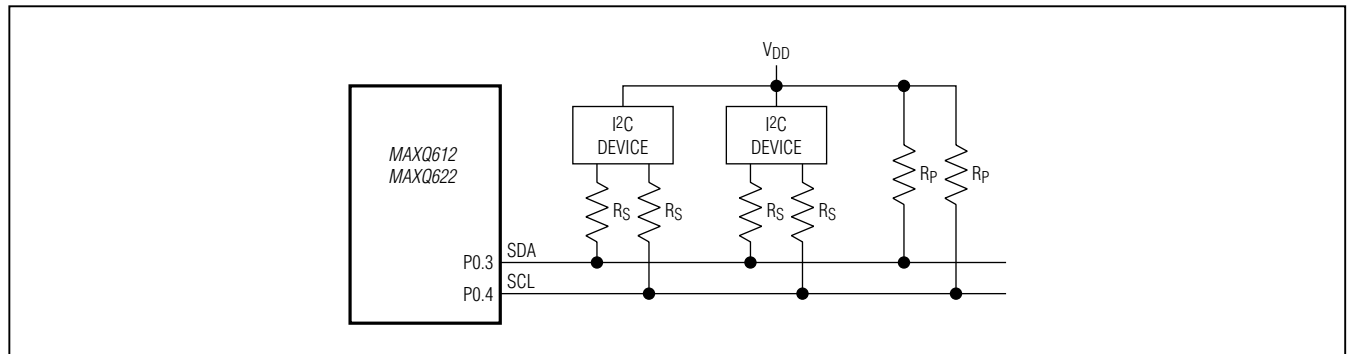 VDD
I2C
DEVICE
I2C
DEVICE
MAXQ612
MAXQ622
RP
RP
RS
RS
RS
RS
P0.3
SDA
P0.4
SCL